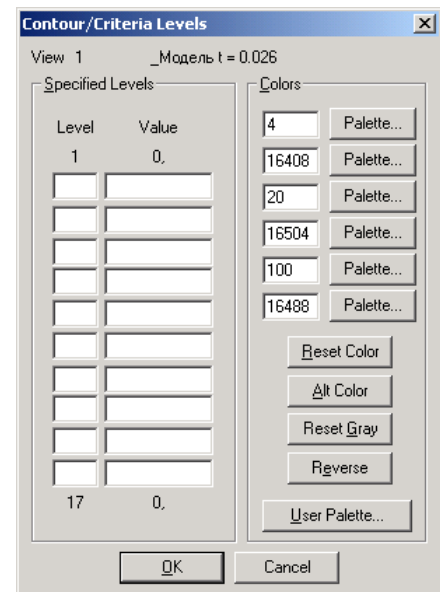 Contour/Criteria Levels
View 1 _Модель t = 0.026
Specified Levels
Level Value
1 0,
17 0,
Colors
4 Palette...
16408 Palette...
20 Palette...
16504 Palette...
100 Palette...
16488 Palette...
Reset Color
Alt Color
Reset Gray
Reverse
User Palette...
OK Cancel